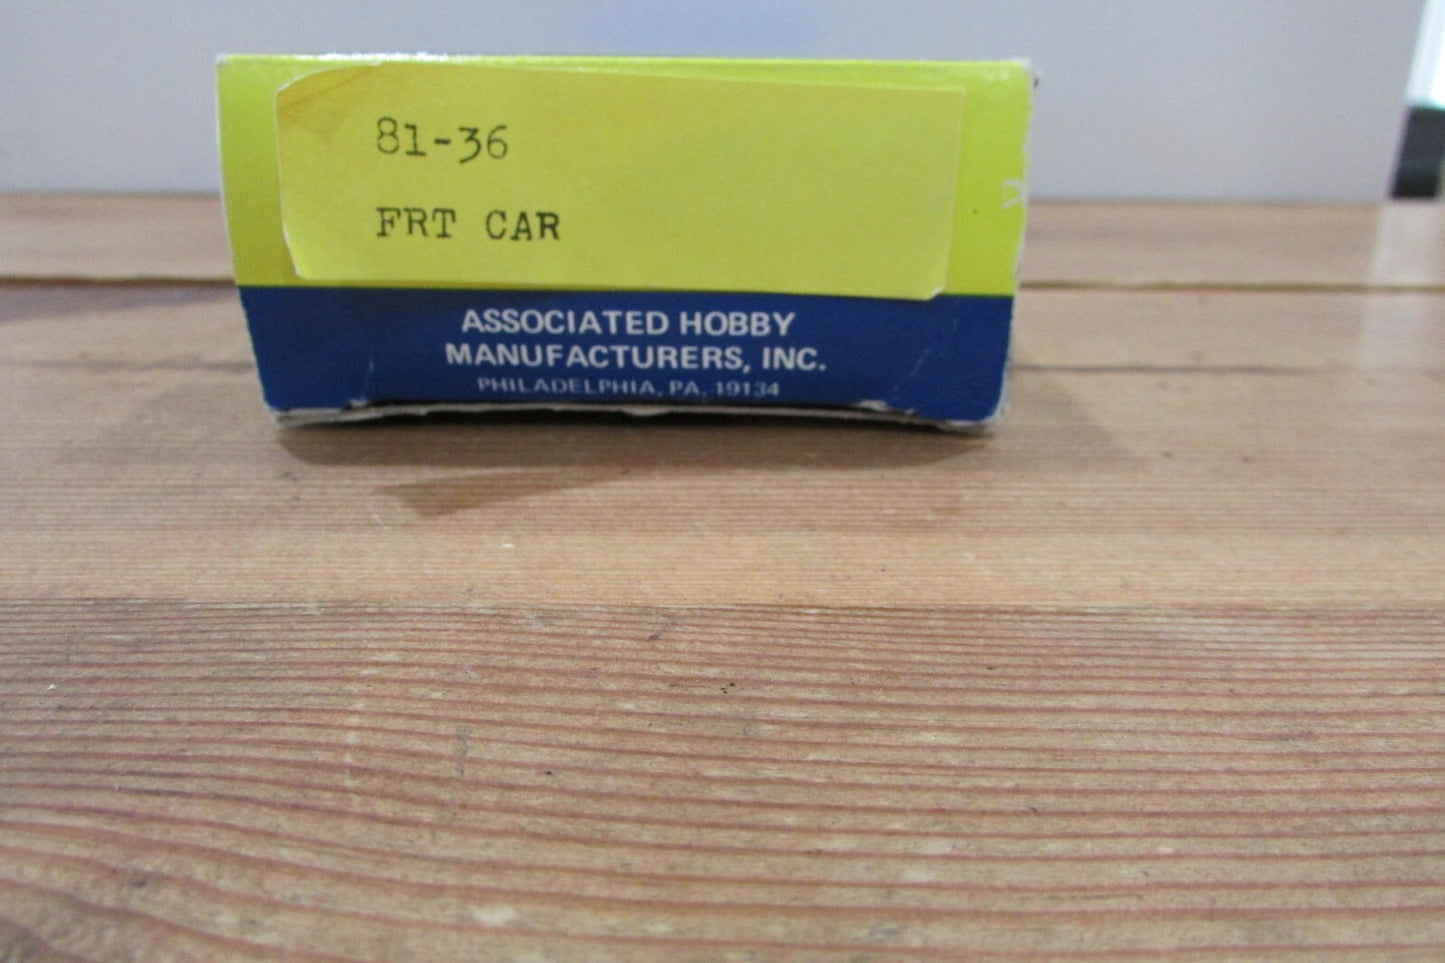 81-36
FRT CAR
ASSOCIATED HOBBY
MANUFACTURERS, INC.
PHILADELPHIA, PA, 19134